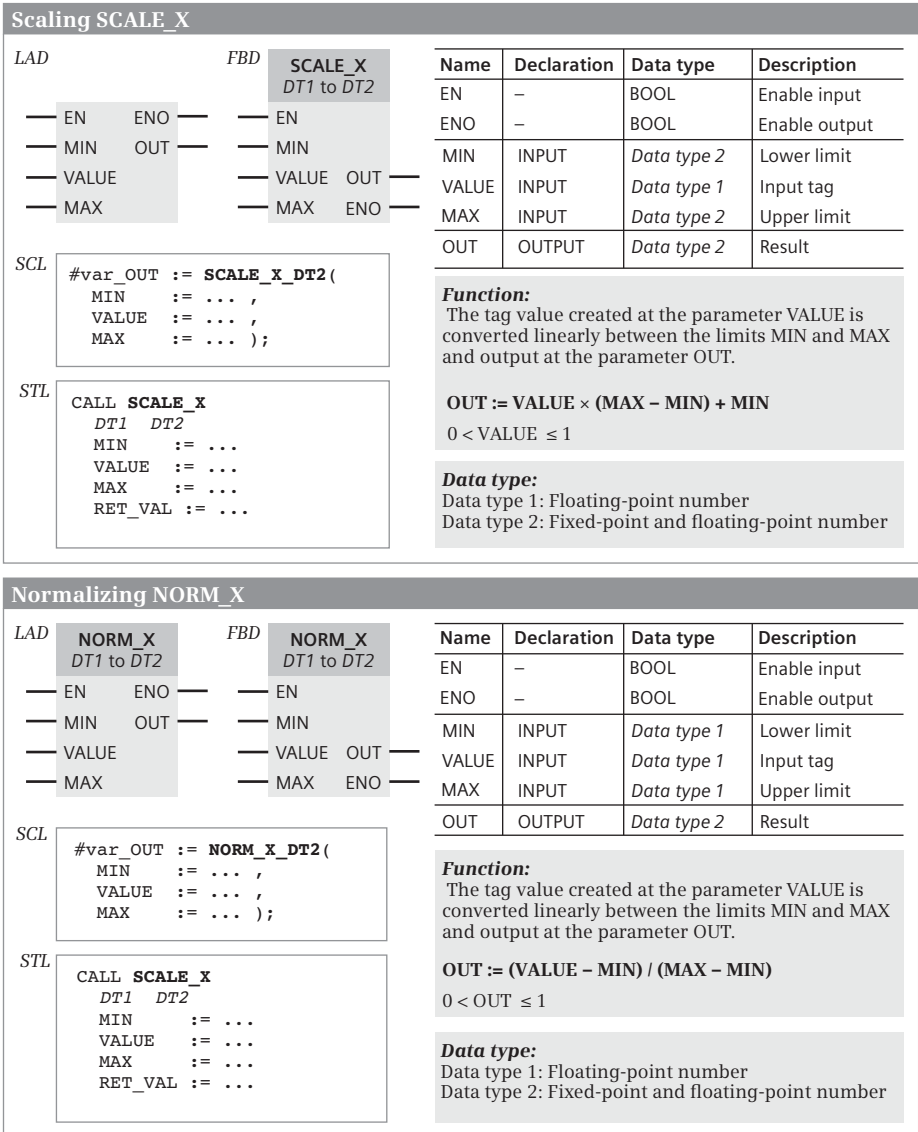 Scaling SCALE_X
LAD
EN ENO
MIN OUT
VALUE
MAX
FBD
SCALE_X
DT1 to DT2
EN
MIN
VALUE OUT
MAX ENO
SCL
#var_OUT := SCALE_X_DT2(
MIN := ... ,
VALUE := ... ,
MAX := ... );
STL
CALL SCALE_X
DT1 DT2
MIN := ...
VALUE := ...
MAX := ...
RET_VAL := ...
Name Declaration Data type Description
EN – BOOL Enable input
ENO – BOOL Enable output
MIN INPUT Data type 2 Lower limit
VALUE INPUT Data type 1 Input tag
MAX INPUT Data type 2 Upper limit
OUT OUTPUT Data type 2 Result
Function:
The tag value created at the parameter VALUE is
converted linearly between the limits MIN and MAX
and output at the parameter OUT.
OUT := VALUE × (MAX – MIN) + MIN
0 < VALUE ≤ 1
Data type:
Data type 1: Floating-point number
Data type 2: Fixed-point and floating-point number
Normalizing NORM_X
LAD
NORM_X
DT1 to DT2
EN ENO
MIN OUT
VALUE
MAX
FBD
NORM_X
DT1 to DT2
EN
MIN
VALUE OUT
MAX ENO
SCL
#var_OUT := NORM_X_DT2(
MIN := ... ,
VALUE := ... ,
MAX := ... );
STL
CALL SCALE_X
DT1 DT2
MIN := ...
VALUE := ...
MAX := ...
RET_VAL := ...
Name Declaration Data type Description
EN – BOOL Enable input
ENO – BOOL Enable output
MIN INPUT Data type 1 Lower limit
VALUE INPUT Data type 1 Input tag
MAX INPUT Data type 1 Upper limit
OUT OUTPUT Data type 2 Result
Function:
The tag value created at the parameter VALUE is
converted linearly between the limits MIN and MAX
and output at the parameter OUT.
OUT := (VALUE – MIN) / (MAX – MIN)
0 < OUT ≤ 1
Data type:
Data type 1: Floating-point number
Data type 2: Fixed-point and floating-point number